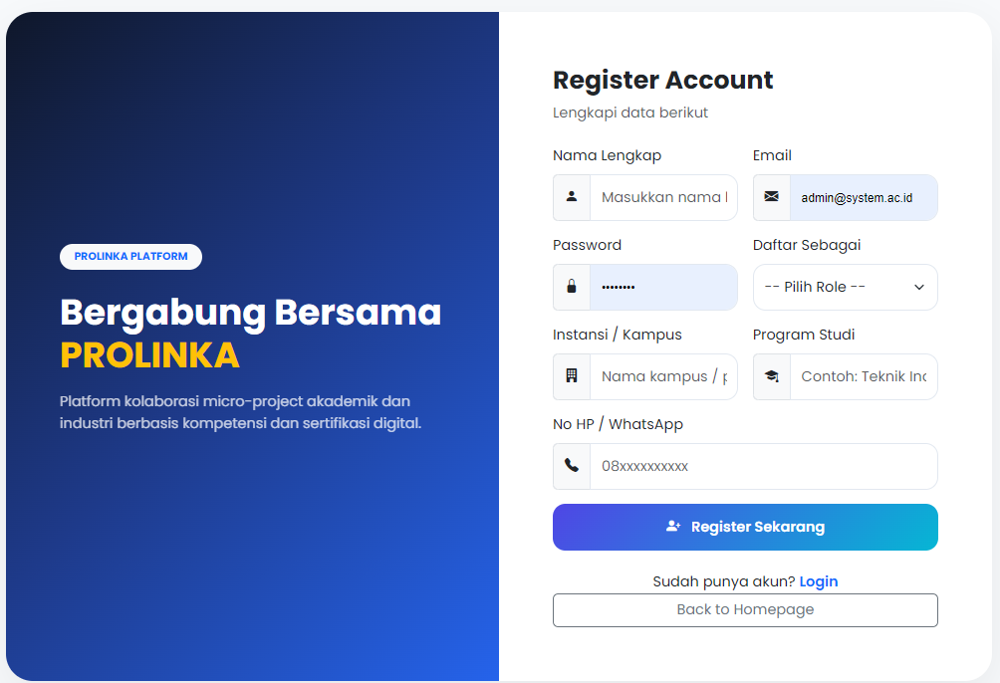 PROLINKA PLATFORM
Bergabung Bersama
PROLINKA
Platform kolaborasi micro-project akademik dan
industri berbasis kompetensi dan sertifikasi digital.
Register Account
Lengkapi data berikut
Nama Lengkap
Masukkan nama l
Email
admin@system.ac.id
Password
••••••••
Daftar Sebagai
-- Pilih Role --
Instansi / Kampus
Nama kampus / p
Program Studi
Contoh: Teknik Ind
No HP / WhatsApp
08xxxxxxxxxx
Register Sekarang
Sudah punya akun? Login
Back to Homepage